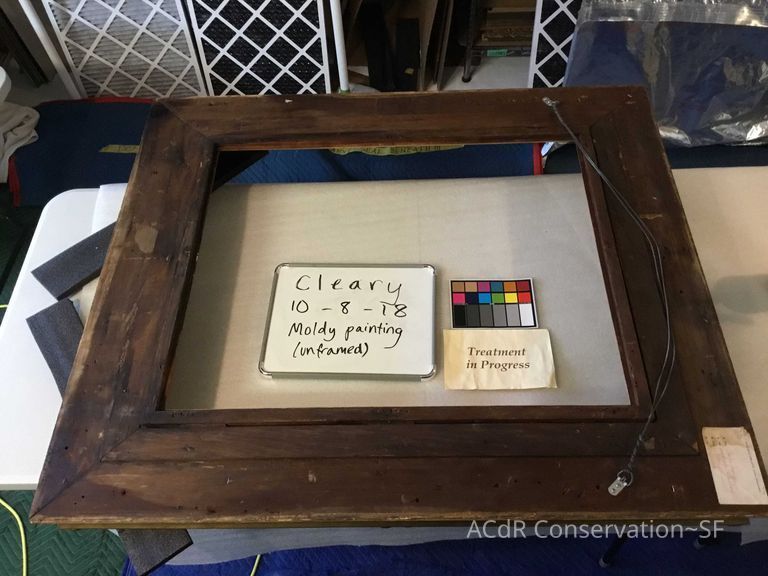 Cleary
10-8-18
Moldy painting
(unframed)
Treatment
in Progress
ACdR Conservation~SF